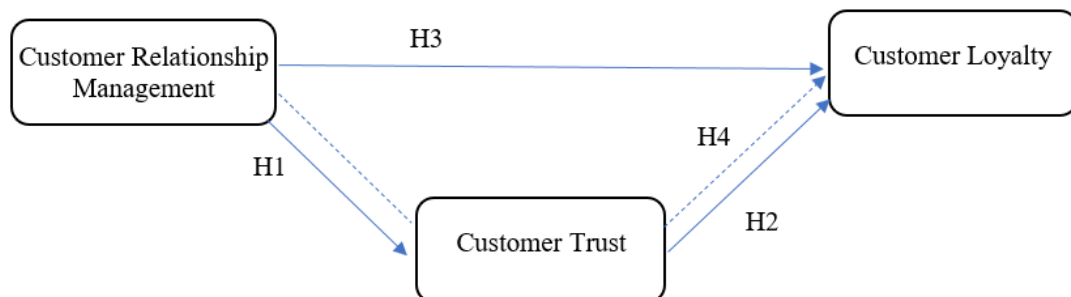 H3
Customer Relationship
Management
Customer Loyalty
H4
H1
H2
Customer Trust